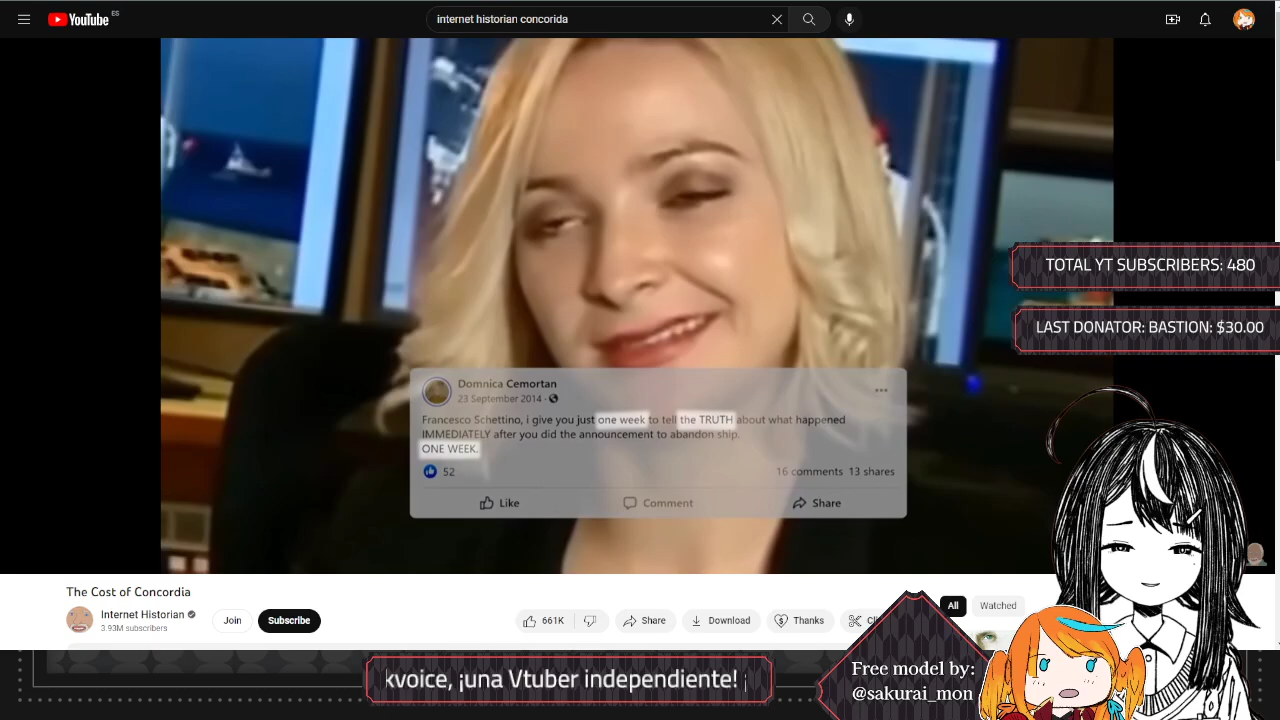 YouTube ES
internet historian concorida
TOTAL YT SUBSCRIBERS: 480
LAST DONATOR: BASTION: $30.00
Domnica Cemortan
23 September 2014 ·
Francesco Schettino, i give you just one week to tell the TRUTH about what happened
IMMEDIATELY after you did the announcement to abandon ship.
ONE WEEK.
52
16 comments 13 shares
Like Comment Share
The Cost of Concordia
Internet Historian
3.93M subscribers
Join Subscribe
661K Share Download Thanks Cl
All Watched
kvoice, ¡una Vtuber independiente! ¡
Free model by:
@sakurai_mon